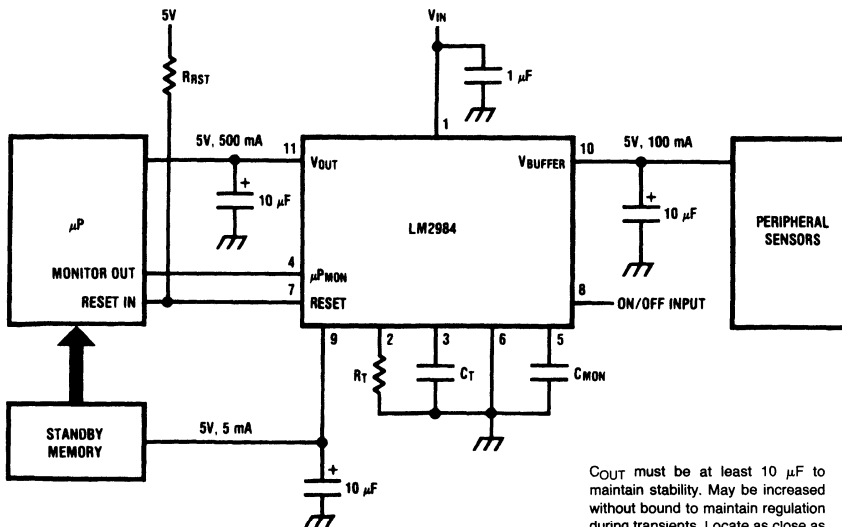 5V
VIN
RRST
1 μF
1
5V, 500 mA
11
VOUT
VBUFFER
10
5V, 100 mA
+
10 μF
+
10 μF
μP
LM2984
PERIPHERAL
SENSORS
MONITOR OUT
4
μPMON
RESET IN
7
RESET
8
ON/OFF INPUT
9
2
3
6
5
RT
CT
CMON
STANDBY
MEMORY
5V, 5 mA
+
10 μF
COUT must be at least 10 μF to
maintain stability. May be increased
without bound to maintain regulation
during transients. Locate as close as